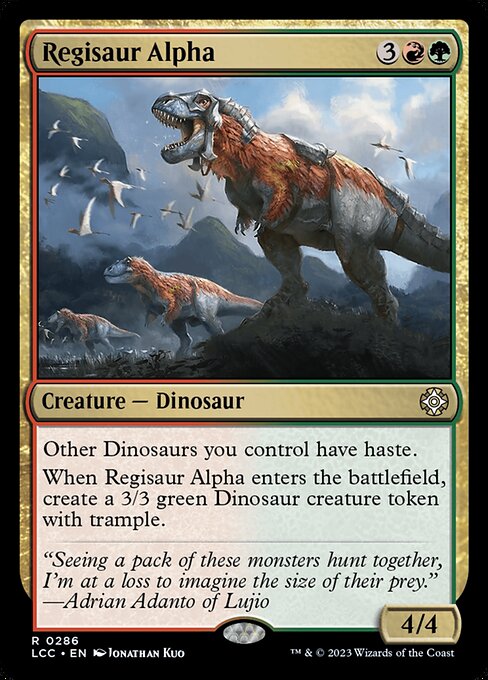 Regisaur Alpha 3
Creature — Dinosaur
Other Dinosaurs you control have haste.
When Regisaur Alpha enters the battlefield,
create a 3/3 green Dinosaur creature token
with trample.
“Seeing a pack of these monsters hunt together,
I’m at a loss to imagine the size of their prey.”
—Adrian Adanto of Lujio
4/4
R 0286
LCC • EN Jonathan Kuo
™ & © 2023 Wizards of the Coast